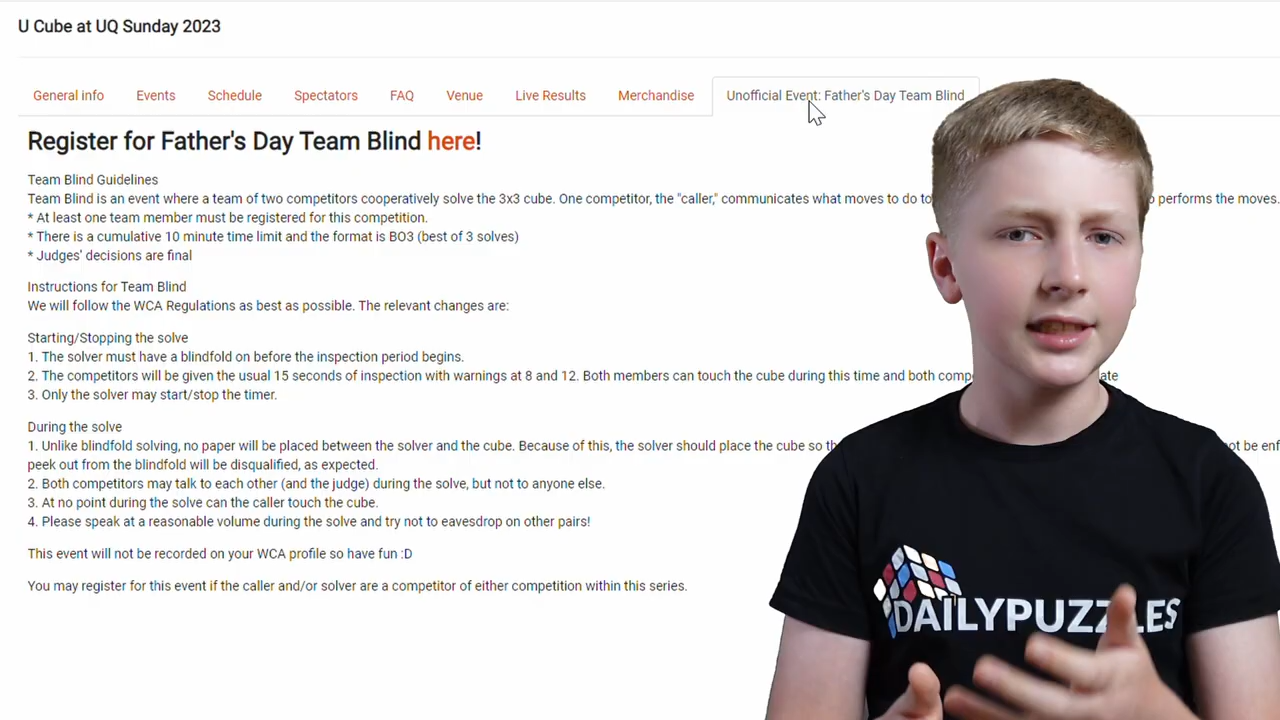 U Cube at UQ Sunday 2023
General info Events Schedule Spectators FAQ Venue Live Results Merchandise Unofficial Event: Father's Day Team Blind
Register for Father's Day Team Blind here!
Team Blind Guidelines
Team Blind is an event where a team of two competitors cooperatively solve the 3x3 cube. One competitor, the "caller," communicates what moves to do to performs the moves.
* At least one team member must be registered for this competition.
* There is a cumulative 10 minute time limit and the format is BO3 (best of 3 solves)
* Judges' decisions are final
Instructions for Team Blind
We will follow the WCA Regulations as best as possible. The relevant changes are:
Starting/Stopping the solve
1. The solver must have a blindfold on before the inspection period begins.
2. The competitors will be given the usual 15 seconds of inspection with warnings at 8 and 12. Both members can touch the cube during this time and both
3. Only the solver may start/stop the timer.
During the solve
1. Unlike blindfold solving, no paper will be placed between the solver and the cube. Because of this, the solver should place the cube so be
peek out from the blindfold will be disqualified, as expected.
2. Both competitors may talk to each other (and the judge) during the solve, but not to anyone else.
3. At no point during the solve can the caller touch the cube.
4. Please speak at a reasonable volume during the solve and try not to eavesdrop on other pairs!
This event will not be recorded on your WCA profile so have fun :D
You may register for this event if the caller and/or solver are a competitor of either competition within this series.
DAILYPUZZLES